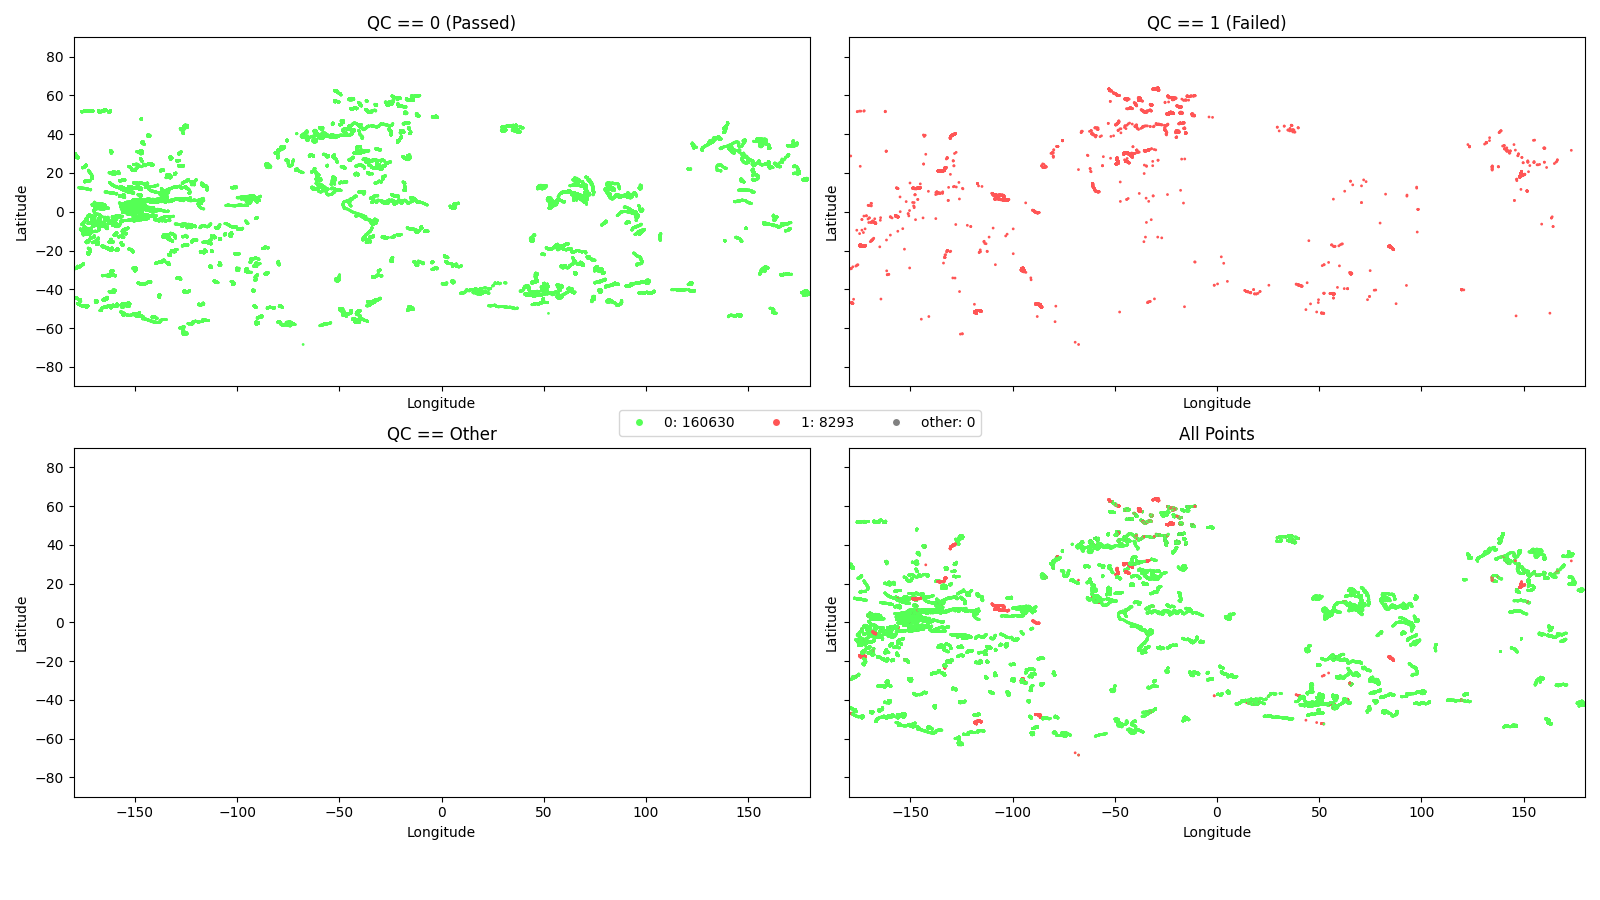 QC == 0 (Passed)
QC == 1 (Failed)
80
60
40
20
0
−20
−40
−60
−80
Latitude
Latitude
Longitude
Longitude
0: 160630 1: 8293 other: 0
QC == Other
All Points
80
60
40
20
0
−20
−40
−60
−80
Latitude
Latitude
−150 −100 −50 0 50 100 150
−150 −100 −50 0 50 100 150
Longitude
Longitude